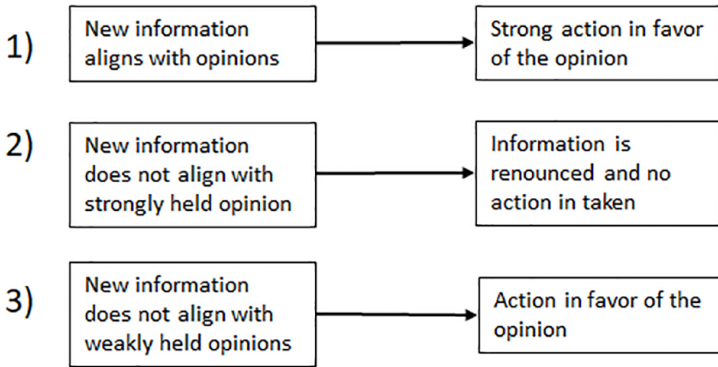 1)
New information
aligns with opinions
Strong action in favor
of the opinion
2)
New information
does not align with
strongly held opinion
Information is
renounced and no
action in taken
3)
New information
does not align with
weakly held opinions
Action in favor of the
opinion